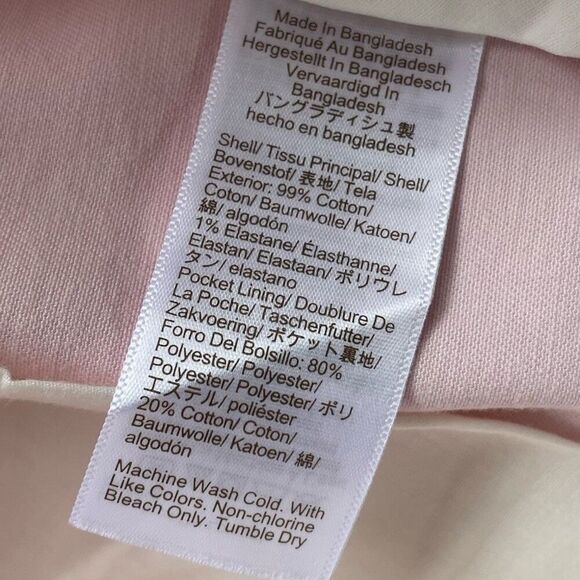 Made In Bangladesh
Fabriqué Au Bangladesh
Hergestellt In Bangladesch
Vervaardigd In
Bangladesh
バングラディシュ製
hecho en bangladesh
Shell/ Tissu Principal/ Shell/
Bovenstof/ 表地/ Tela
Exterior: 99% Cotton/
Coton/ Baumwolle/ Katoen/
綿/ algodón
1% Elastane/ Élasthanne/
Elastan/ Elastaan/ ポリウレ
タン/ elastano
Pocket Lining/ Doublure De
La Poche/ Taschenfutter/
Zakvoering/ ポケット裏地/
Forro Del Bolsillo: 80%
Polyester/ Polyester/
Polyester/ Polyester/ ポリ
エステル/ poliéster
20% Cotton/ Coton/
Baumwolle/ Katoen/ 綿/
algodón
Machine Wash Cold. With
Like Colors. Non-chlorine
Bleach Only. Tumble Dry